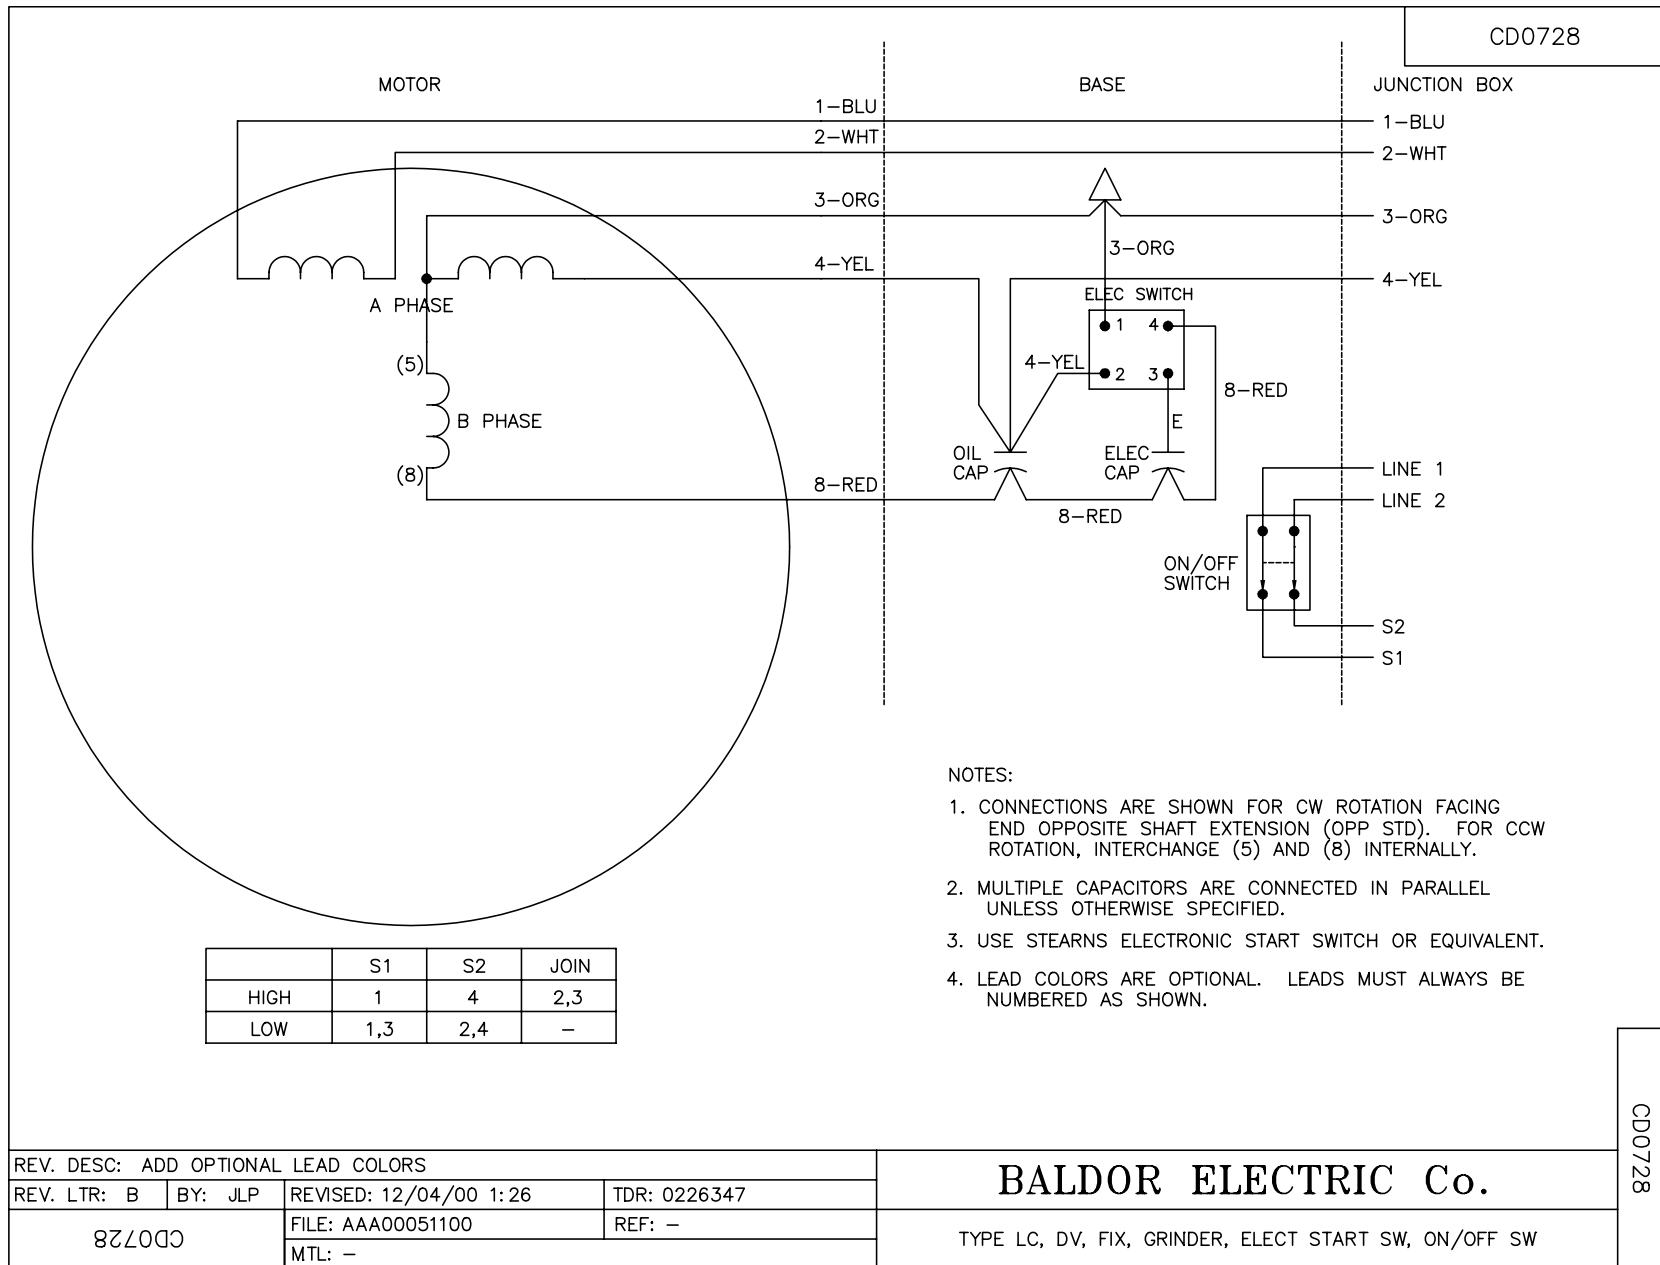 CD0728
MOTOR
BASE
JUNCTION BOX
1-BLU
1-BLU
2-WHT
2-WHT
3-ORG
3-ORG
3-ORG
4-YEL
4-YEL
ELEC SWITCH
A PHASE
1 4
(5)
4-YEL
2 3
8-RED
B PHASE
E
OIL
CAP
ELEC
CAP
(8)
LINE 1
8-RED
LINE 2
8-RED
ON/OFF
SWITCH
S2
S1
NOTES:
1. CONNECTIONS ARE SHOWN FOR CW ROTATION FACING
END OPPOSITE SHAFT EXTENSION (OPP STD). FOR CCW
ROTATION, INTERCHANGE (5) AND (8) INTERNALLY.
2. MULTIPLE CAPACITORS ARE CONNECTED IN PARALLEL
UNLESS OTHERWISE SPECIFIED.
3. USE STEARNS ELECTRONIC START SWITCH OR EQUIVALENT.
4. LEAD COLORS ARE OPTIONAL. LEADS MUST ALWAYS BE
NUMBERED AS SHOWN.
S1 S2 JOIN
HIGH 1 4 2,3
LOW 1,3 2,4 -
CD0728
REV. DESC: ADD OPTIONAL LEAD COLORS
REV. LTR: B BY: JLP REVISED: 12/04/00 1:26 TDR: 0226347
CD0728
FILE: AAA00051100 REF: -
MTL: -
BALDOR ELECTRIC Co.
TYPE LC, DV, FIX, GRINDER, ELECT START SW, ON/OFF SW